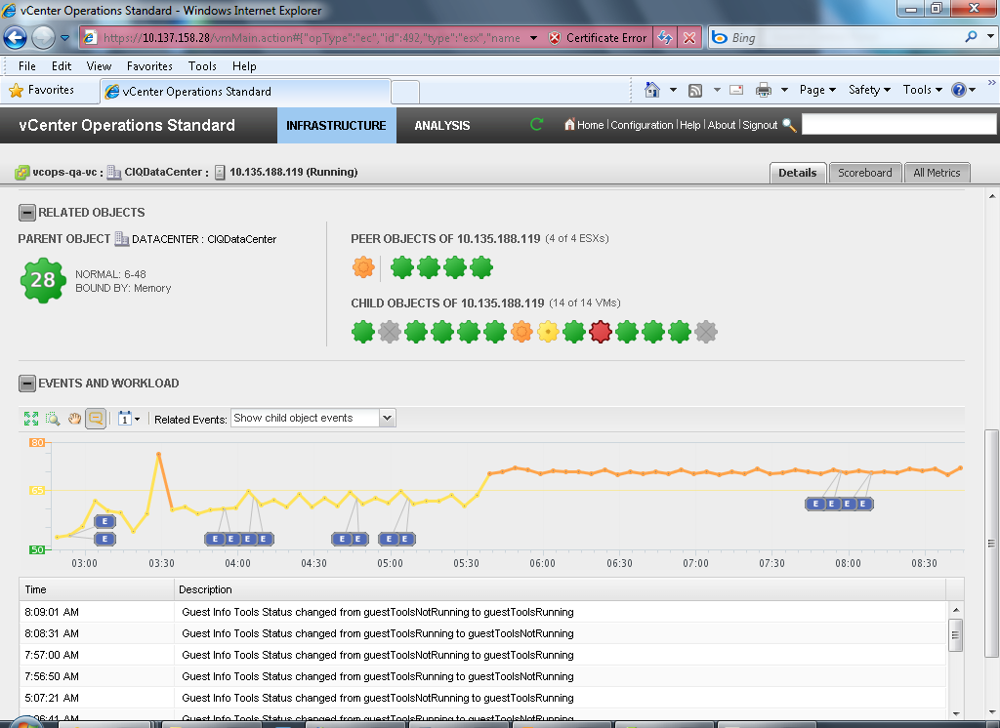 vCenter Operations Standard - Windows Internet Explorer
https://10.137.158.28/vmMain.action#{"opType":"ec","id":492,"type":"esx","name
Certificate Error
Bing
File Edit View Favorites Tools Help
Favorites
vCenter Operations Standard
Page Safety Tools
vCenter Operations Standard
INFRASTRUCTURE
ANALYSIS
Home | Configuration | Help | About | Signout
vcops-qa-vc : CIQDataCenter : 10.135.188.119 (Running)
Details Scoreboard All Metrics
RELATED OBJECTS
PARENT OBJECT DATACENTER : CIQDataCenter
28
NORMAL: 6-48
BOUND BY: Memory
PEER OBJECTS OF 10.135.188.119 (4 of 4 ESXs)
CHILD OBJECTS OF 10.135.188.119 (14 of 14 VMs)
EVENTS AND WORKLOAD
1
Related Events: Show child object events
80
65
50
E
E
E E E E
E E
E E
E E E E
03:00 03:30 04:00 04:30 05:00 05:30 06:00 06:30 07:00 07:30 08:00 08:30
Time Description
8:09:01 AM Guest Info Tools Status changed from guestToolsNotRunning to guestToolsRunning
8:08:31 AM Guest Info Tools Status changed from guestToolsRunning to guestToolsNotRunning
7:57:00 AM Guest Info Tools Status changed from guestToolsRunning to guestToolsNotRunning
7:56:50 AM Guest Info Tools Status changed from guestToolsRunning to guestToolsNotRunning
5:07:21 AM Guest Info Tools Status changed from guestToolsNotRunning to guestToolsRunning
Guest Info Tools Status changed from guestToolsRunning to guestToolsNotRunning